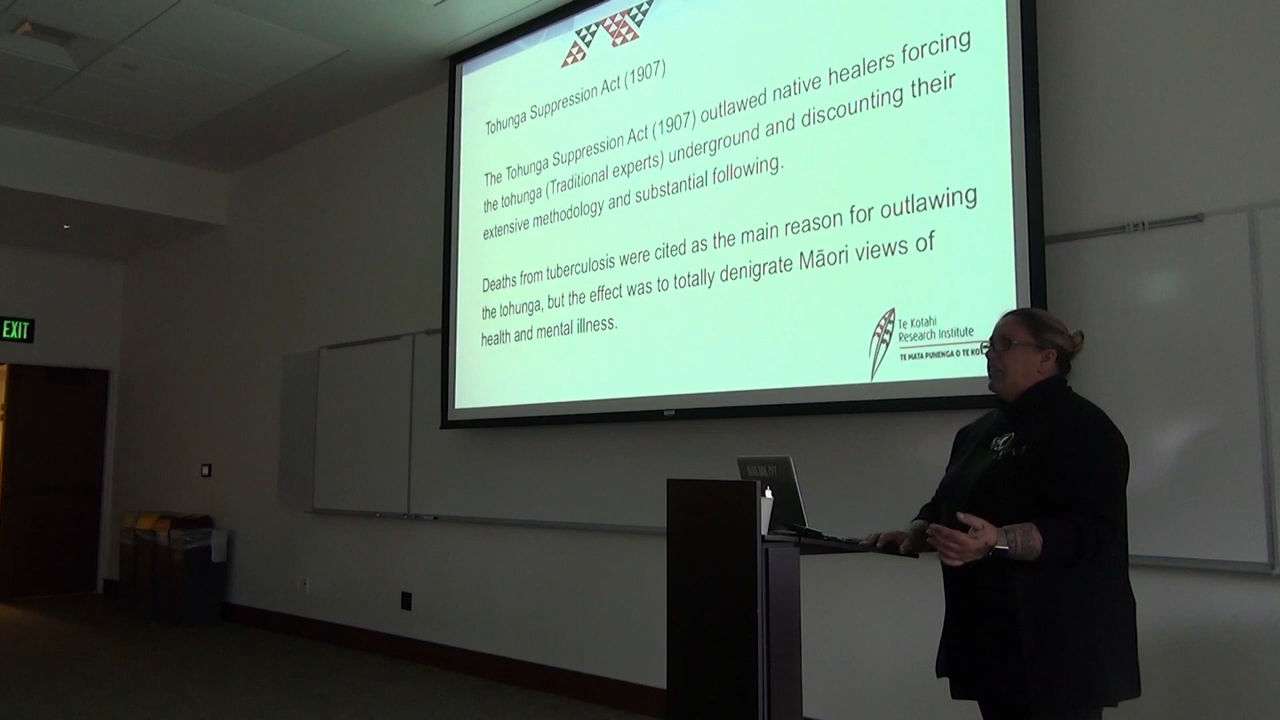 Tohunga Suppression Act (1907)
The Tohunga Suppression Act (1907) outlawed native healers forcing
the tohunga (Traditional experts) underground and discounting their
extensive methodology and substantial following.
Deaths from tuberculosis were cited as the main reason for outlawing
the tohunga, but the effect was to totally denigrate Māori views of
health and mental illness.
Te Kotahi
Research Institute
TE MATA PUNENGA O TE
EXIT